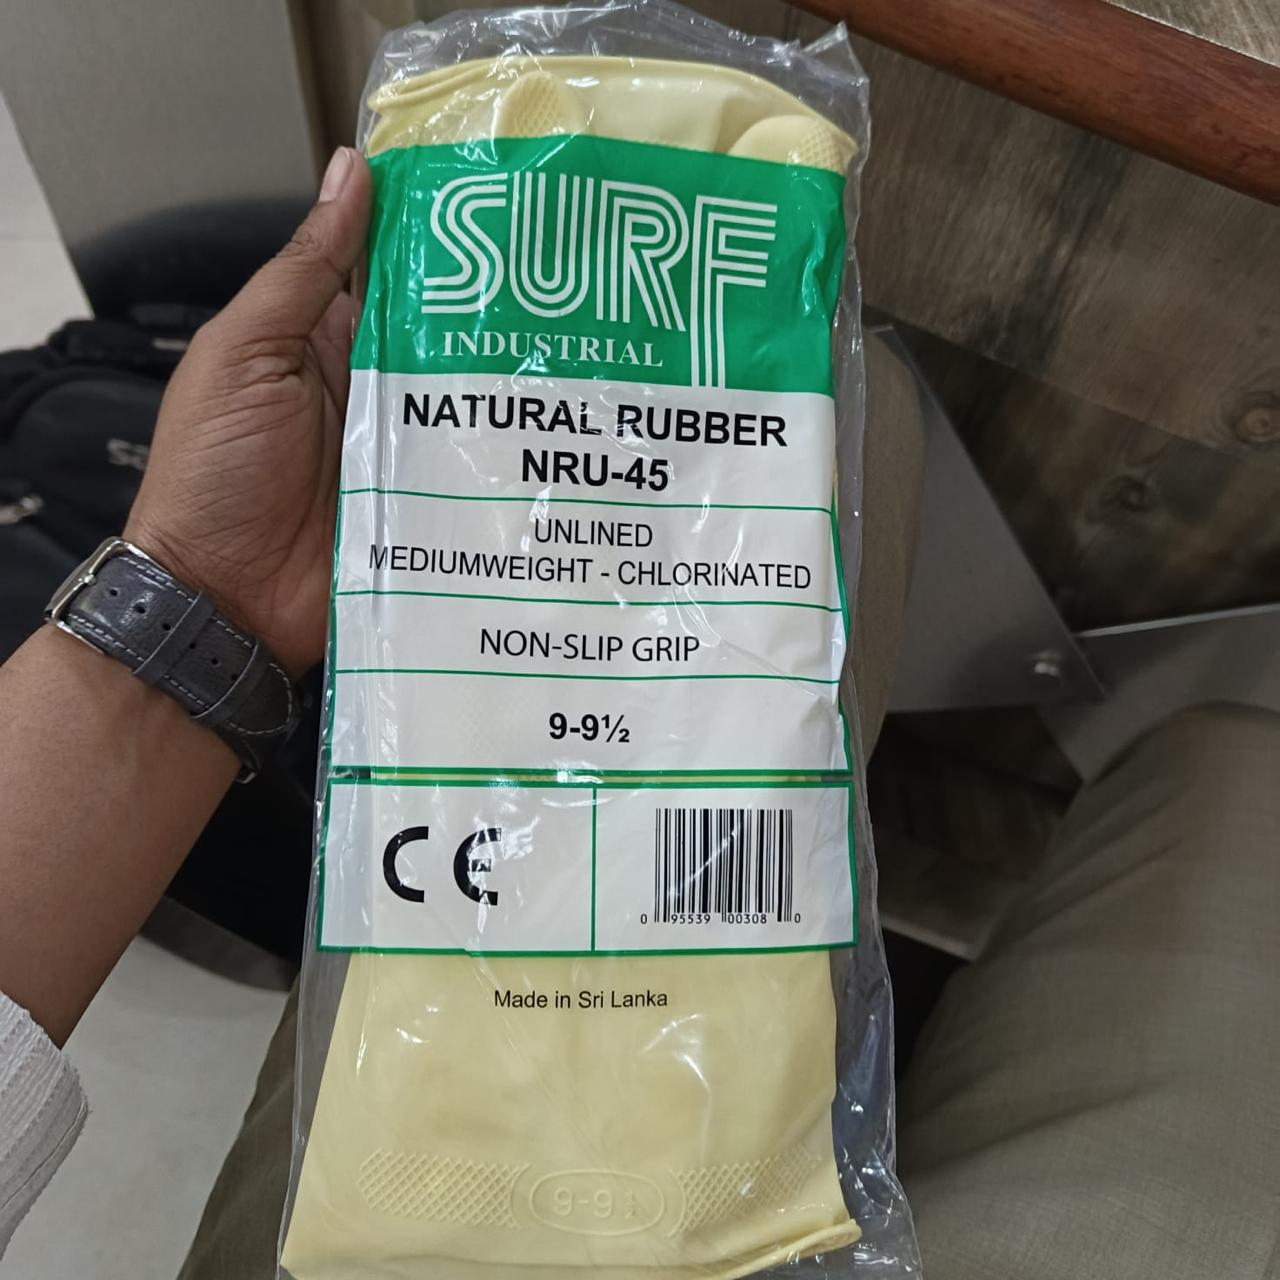 SURF
INDUSTRIAL
NATURAL RUBBER
NRU-45
UNLINED
MEDIUMWEIGHT - CHLORINATED
NON-SLIP GRIP
9-9½
CE
0 95539 00308 0
Made in Sri Lanka
9-9½